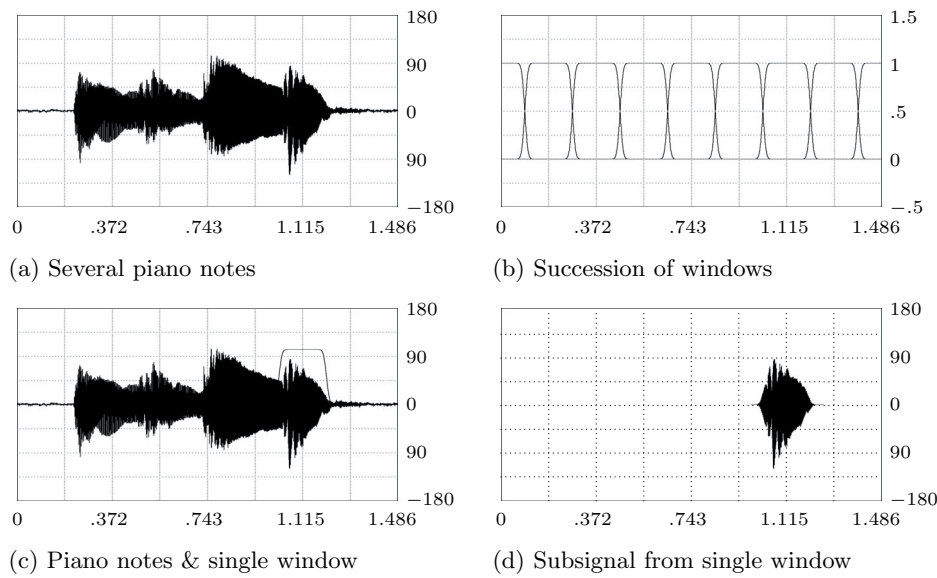 180
90
0
90
−180
0 .372 .743 1.115 1.486
(a) Several piano notes
1.5
1
.5
0
−.5
0 .372 .743 1.115 1.486
(b) Succession of windows
180
90
0
90
−180
0 .372 .743 1.115 1.486
(c) Piano notes & single window
180
90
0
90
−180
0 .372 .743 1.115 1.486
(d) Subsignal from single window